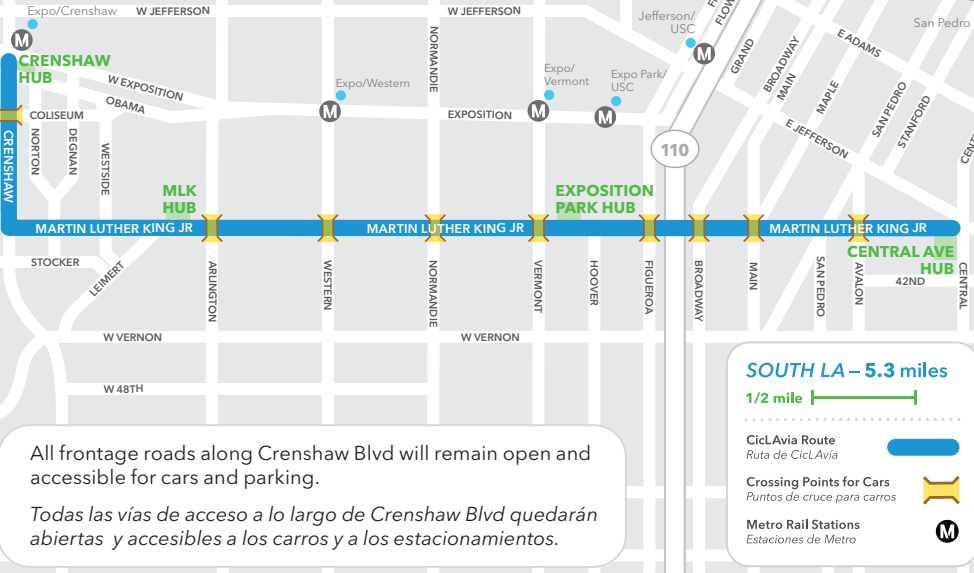 Expo/Crenshaw
W JEFFERSON
W JEFFERSON
Jefferson/
USC
FLOW
San Pedro
M
CRENSHAW
HUB
NORMANDIE
M
GRAND
BROADWAY
MAIN
E ADAMS
W EXPOSITION
OBAMA
Expo/Western
M
Expo/
Vermont
M
Expo Park/
USC
M
MAPLE
SAN PEDRO
STANFORD
COLISEUM
EXPOSITION
E JEFFERSON
CRENSHAW
NORTON
DEGNAN
WESTSIDE
110
MLK
HUB
EXPOSITION
PARK HUB
MARTIN LUTHER KING JR
MARTIN LUTHER KING JR
MARTIN LUTHER KING JR
CENTRAL AVE
HUB
STOCKER
LEIMERT
ARLINGTON
WESTERN
NORMANDIE
VERMONT
HOOVER
FIGUEROA
BROADWAY
MAIN
SAN PEDRO
AVALON
42ND
CENTRAL
W VERNON
W VERNON
W 48TH
All frontage roads along Crenshaw Blvd will remain open and
accessible for cars and parking.
Todas las vías de acceso a lo largo de Crenshaw Blvd quedarán
abiertas y accesibles a los carros y a los estacionamientos.
SOUTH LA – 5.3 miles
1/2 mile
CicLAvia Route
Ruta de CicLAvía
Crossing Points for Cars
Puntos de cruce para carros
Metro Rail Stations
Estaciones de Metro
M